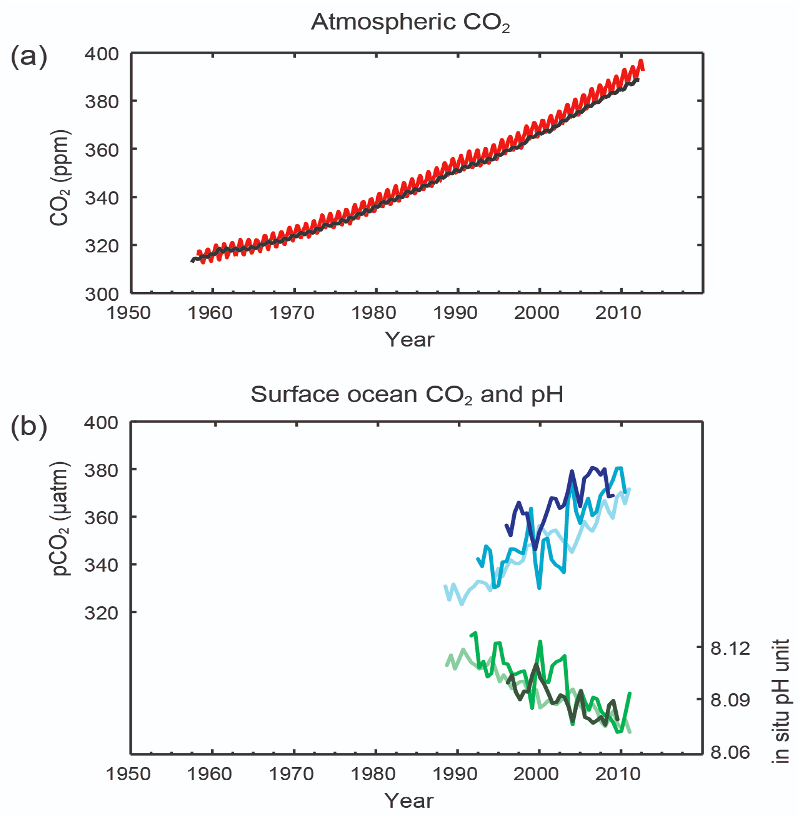 Atmospheric CO₂
(a)
400
380
360
340
320
300
CO₂ (ppm)
1950 1960 1970 1980 1990 2000 2010
Year
Surface ocean CO₂ and pH
(b)
400
380
360
340
320
pCO₂ (µatm)
8.12
8.09
8.06
in situ pH unit
1950 1960 1970 1980 1990 2000 2010
Year